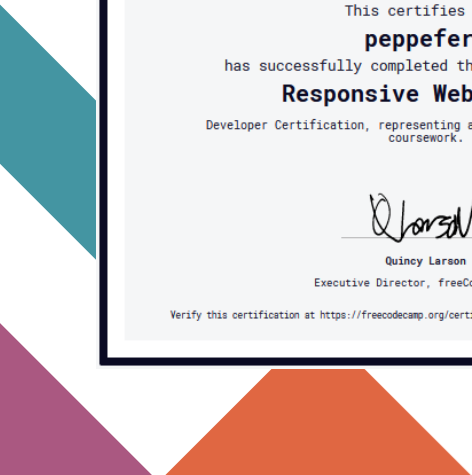 This certifies
peppefer
has successfully completed th
Responsive Web
Developer Certification, representing a
coursework.
Quincy Larson
Executive Director, freeCo
Verify this certification at https://freecodecamp.org/certi